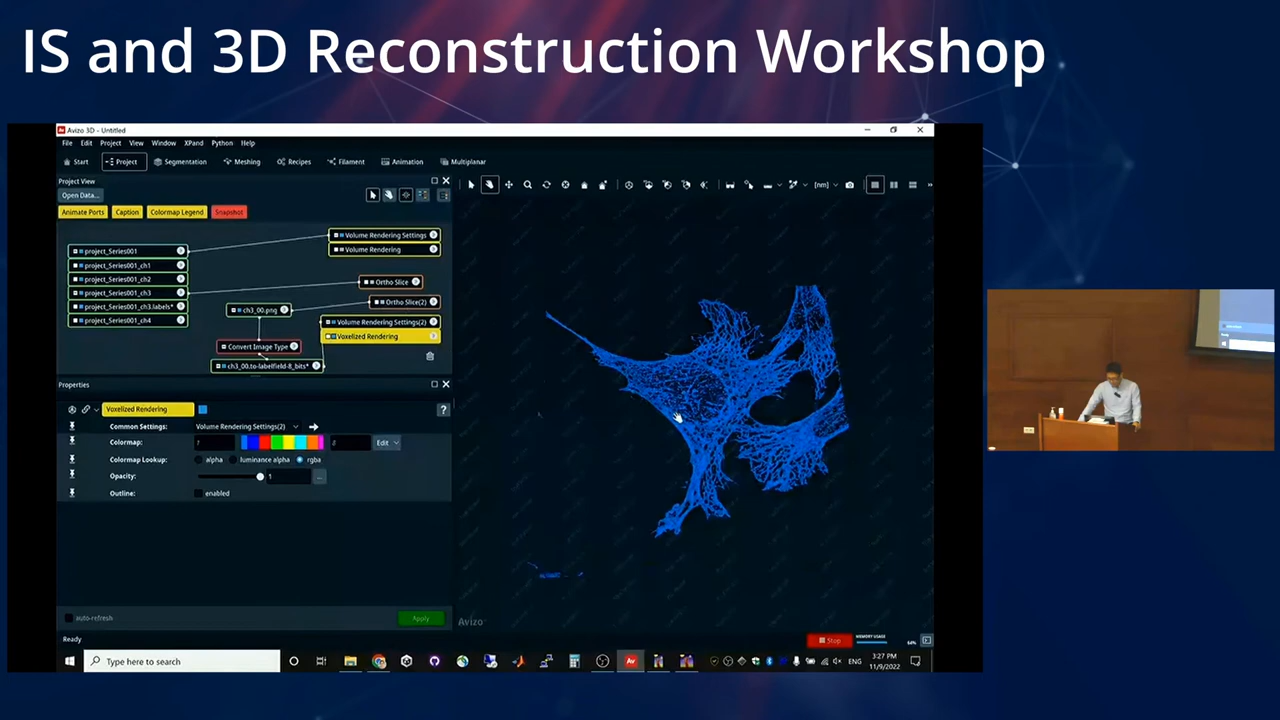 IS and 3D Reconstruction Workshop
Avizo 3D - Untitled
File Edit Project View Window XPand Python Help
Start Project Segmentation Meshing Recipes Filament Animation Multiplanar
Project View
Open Data...
[nm]
Animate Ports Caption Colormap Legend Snapshot
project_Series001
project_Series001_ch1
project_Series001_ch2
project_Series001_ch3
project_Series001_ch3.labels*
project_Series001_ch4
Volume Rendering Settings
Volume Rendering
Ortho Slice
Ortho Slice(2)
ch3_00.png
Volume Rendering Settings(2)
Voxelized Rendering
Convert Image Type
ch3_00.to-labelfield-8_bits*
Properties
Voxelized Rendering
?
Common Settings: Volume Rendering Settings(2)
Colormap: Edit
Colormap Lookup: alpha luminance alpha rgba
Opacity: 1 ...
Outline: enabled
auto-refresh Apply
Avizo
Ready
Stop
MEMORY USAGE
64%
Type here to search
ENG
3:27 PM
11/9/2022